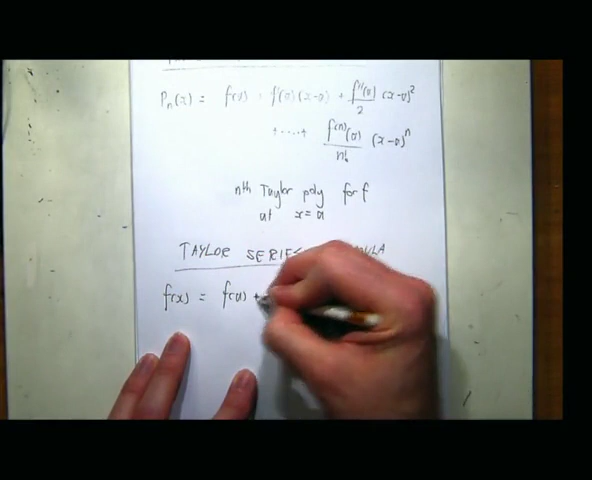 Pn(x) = f(a) + f'(a) (x-a) + f''(a)/2 (x-a)²
+ ....+ f⁽ⁿ⁾(a)/n! (x-a)ⁿ
nth Taylor poly for f
at x = a
TAYLOR SERIES
f(x) = f(a) +